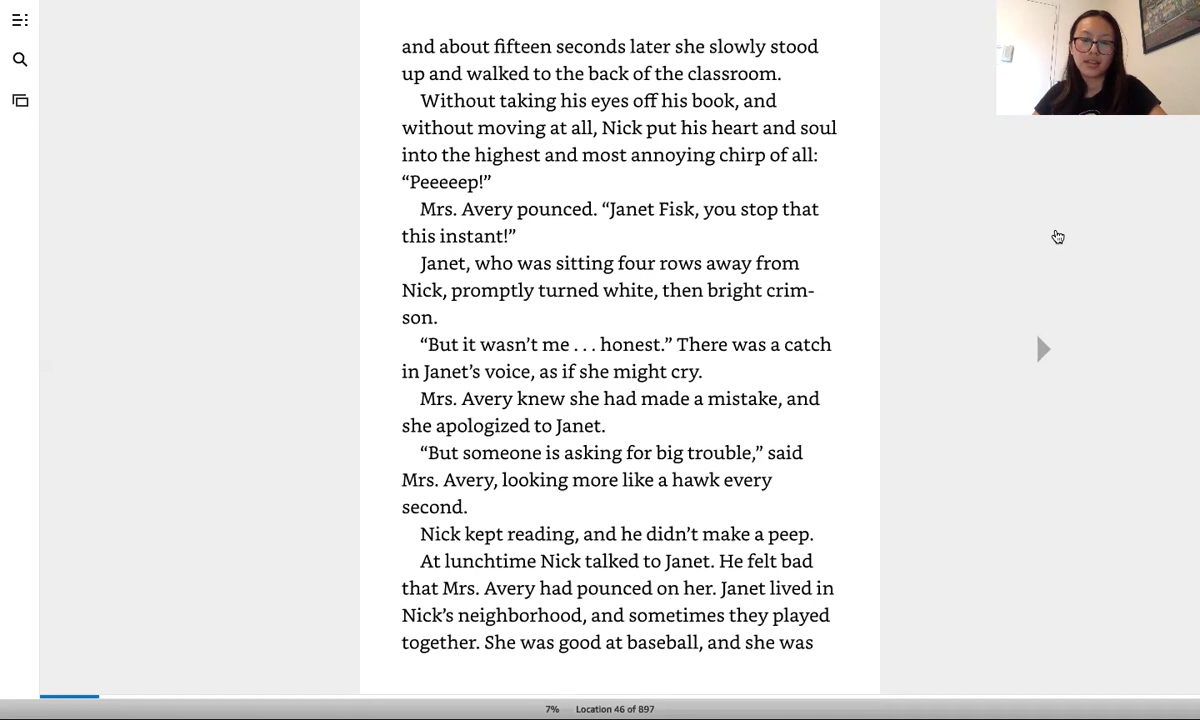 and about fifteen seconds later she slowly stood
up and walked to the back of the classroom.
Without taking his eyes off his book, and
without moving at all, Nick put his heart and soul
into the highest and most annoying chirp of all:
“Peeeeep!”
Mrs. Avery pounced. “Janet Fisk, you stop that
this instant!”
Janet, who was sitting four rows away from
Nick, promptly turned white, then bright crim-
son.
“But it wasn’t me . . . honest.” There was a catch
in Janet’s voice, as if she might cry.
Mrs. Avery knew she had made a mistake, and
she apologized to Janet.
“But someone is asking for big trouble,” said
Mrs. Avery, looking more like a hawk every
second.
Nick kept reading, and he didn’t make a peep.
At lunchtime Nick talked to Janet. He felt bad
that Mrs. Avery had pounced on her. Janet lived in
Nick’s neighborhood, and sometimes they played
together. She was good at baseball, and she was
7% Location 46 of 897